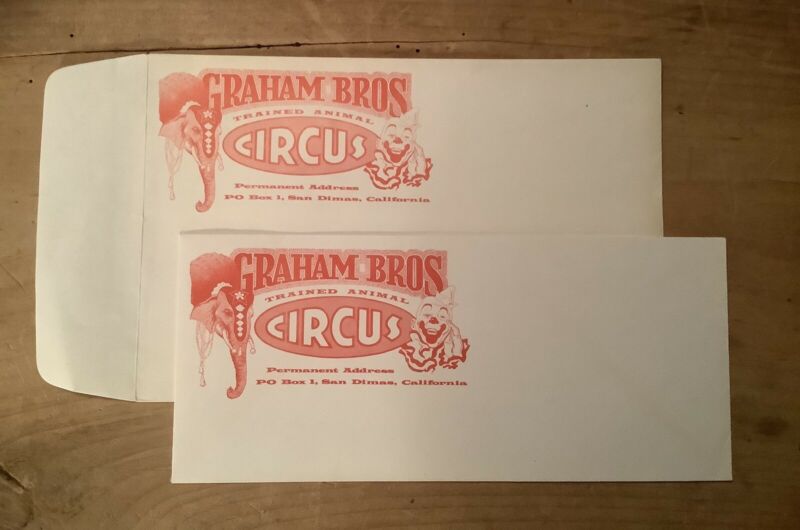 GRAHAM BROS
TRAINED ANIMAL
CIRCUS
Permanent Address
PO Box 1, San Dimas, California
GRAHAM BROS
TRAINED ANIMAL
CIRCUS
Permanent Address
PO Box 1, San Dimas, California